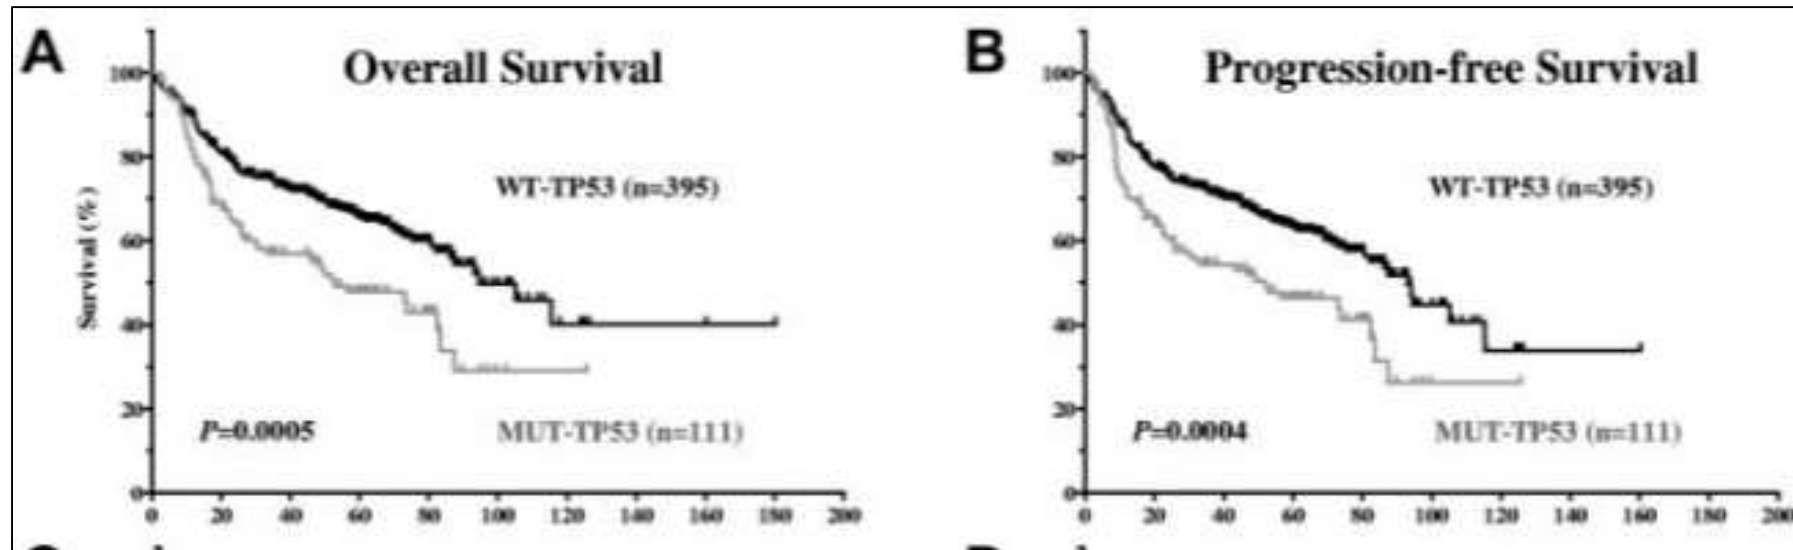 A
Overall Survival
100
80
60
40
20
0
Survival (%)
WT-TP53 (n=395)
P=0.0005
MUT-TP53 (n=111)
0 20 40 60 80 100 120 140 160 180 200
B
Progression-free Survival
100
80
60
40
20
0
WT-TP53 (n=395)
P=0.0004
MUT-TP53 (n=111)
0 20 40 60 80 100 120 140 160 180 200